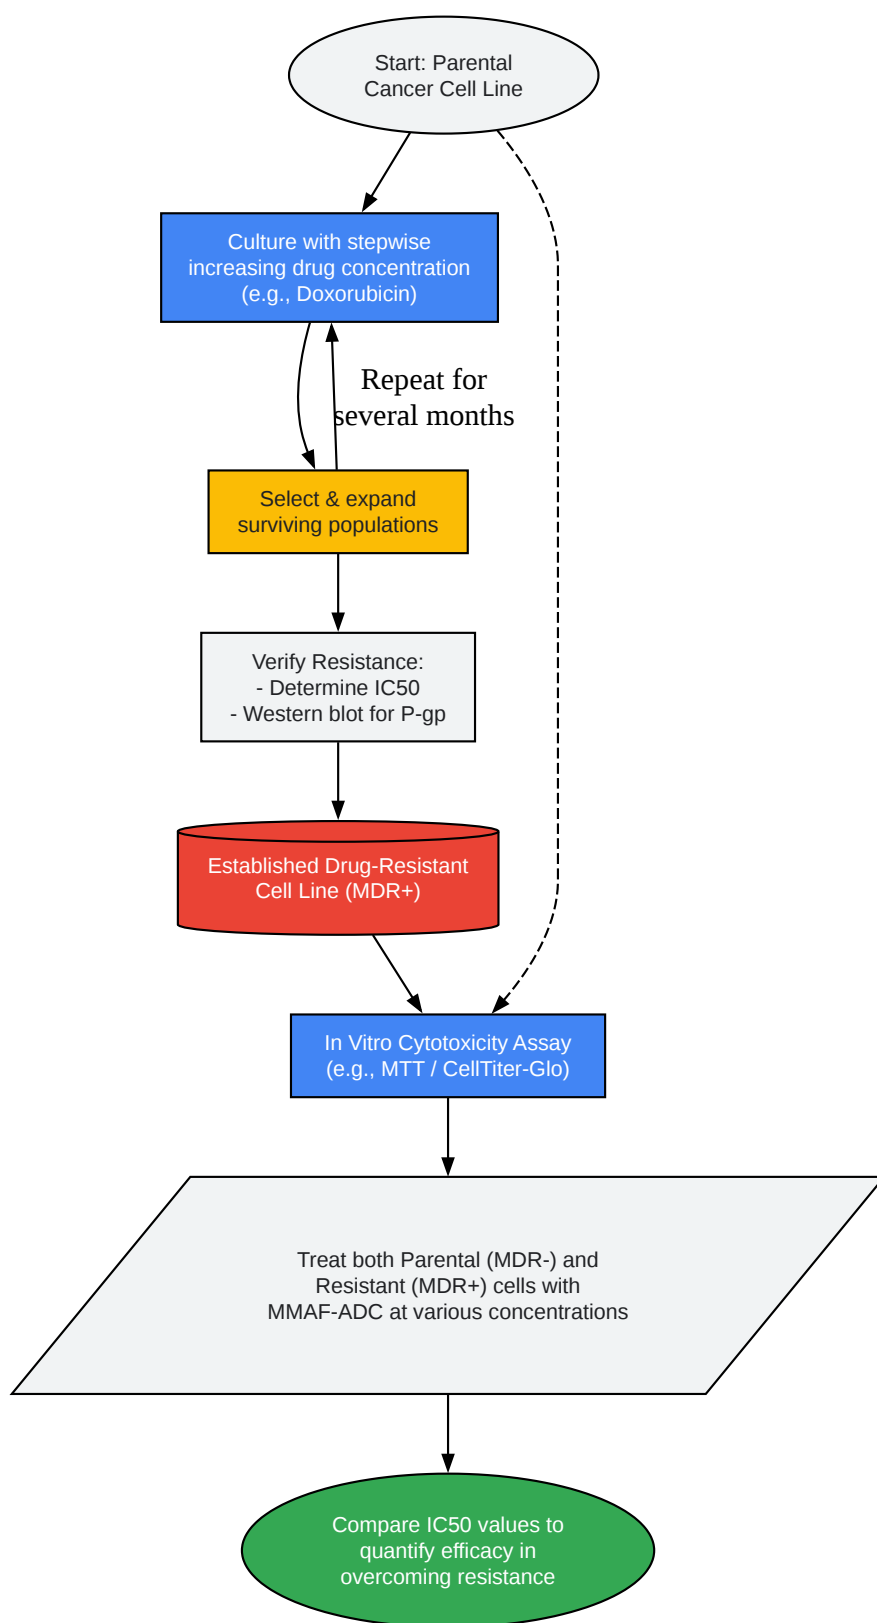 Start: Parental
Cancer Cell Line
Culture with stepwise
increasing drug concentration
(e.g., Doxorubicin)
Repeat for
several months
Select & expand
surviving populations
Verify Resistance:
- Determine IC50
- Western blot for P-gp
Established Drug-Resistant
Cell Line (MDR+)
In Vitro Cytotoxicity Assay
(e.g., MTT / CellTiter-Glo)
Treat both Parental (MDR-) and
Resistant (MDR+) cells with
MMAF-ADC at various concentrations
Compare IC50 values to
quantify efficacy in
overcoming resistance